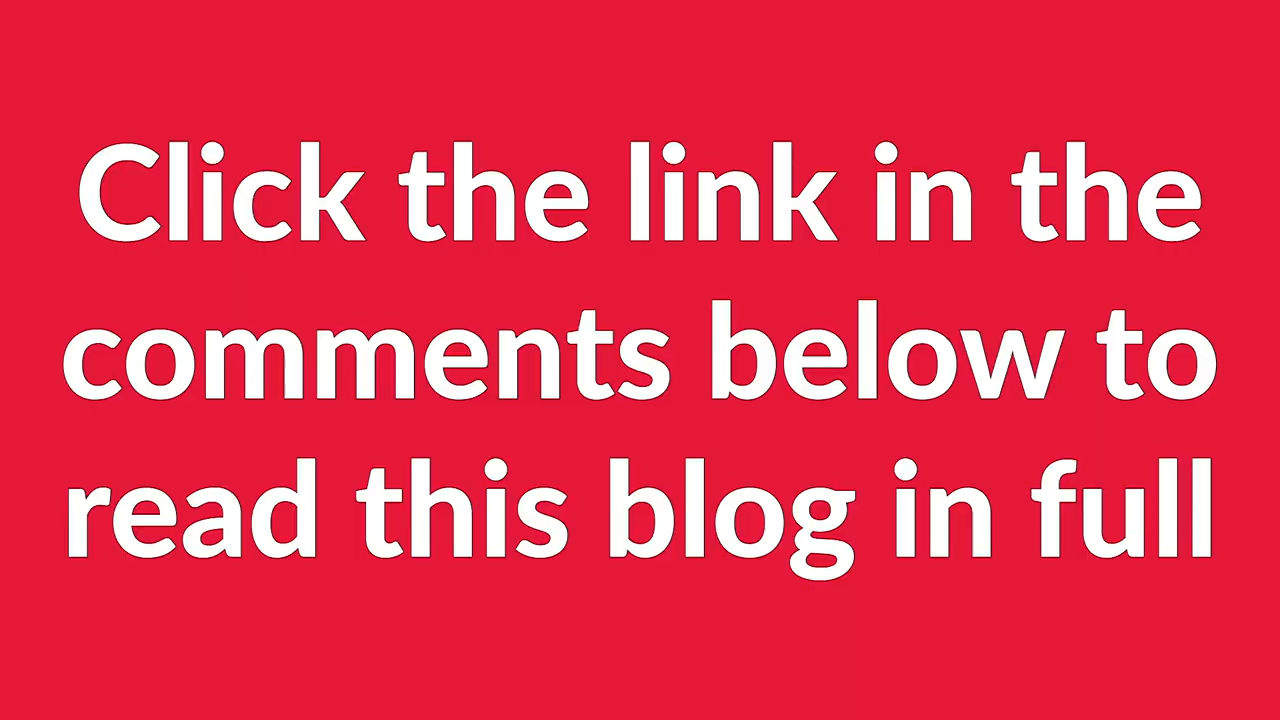 Click the link in the
comments below to
read this blog in full